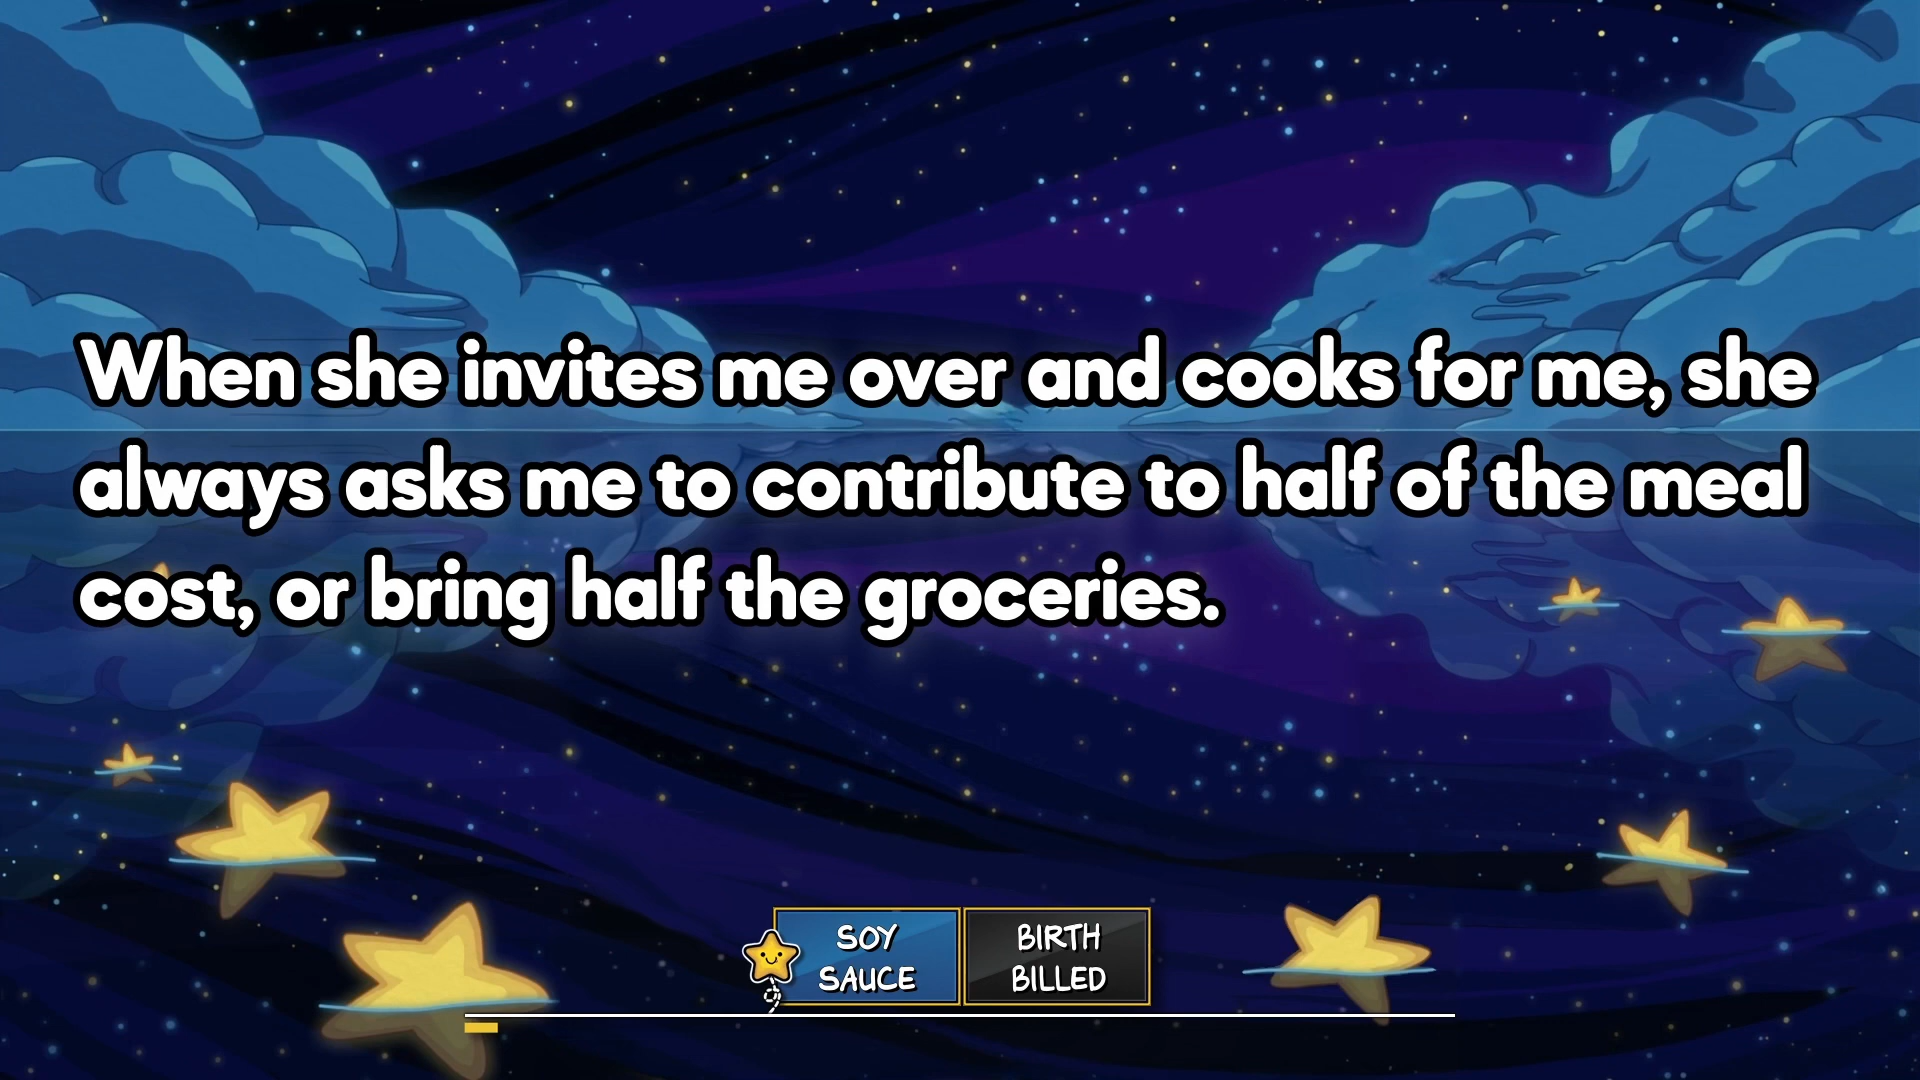 When she invites me over and cooks for me, she
always asks me to contribute to half of the meal
cost, or bring half the groceries.
SOY
SAUCE
BIRTH
BILLED